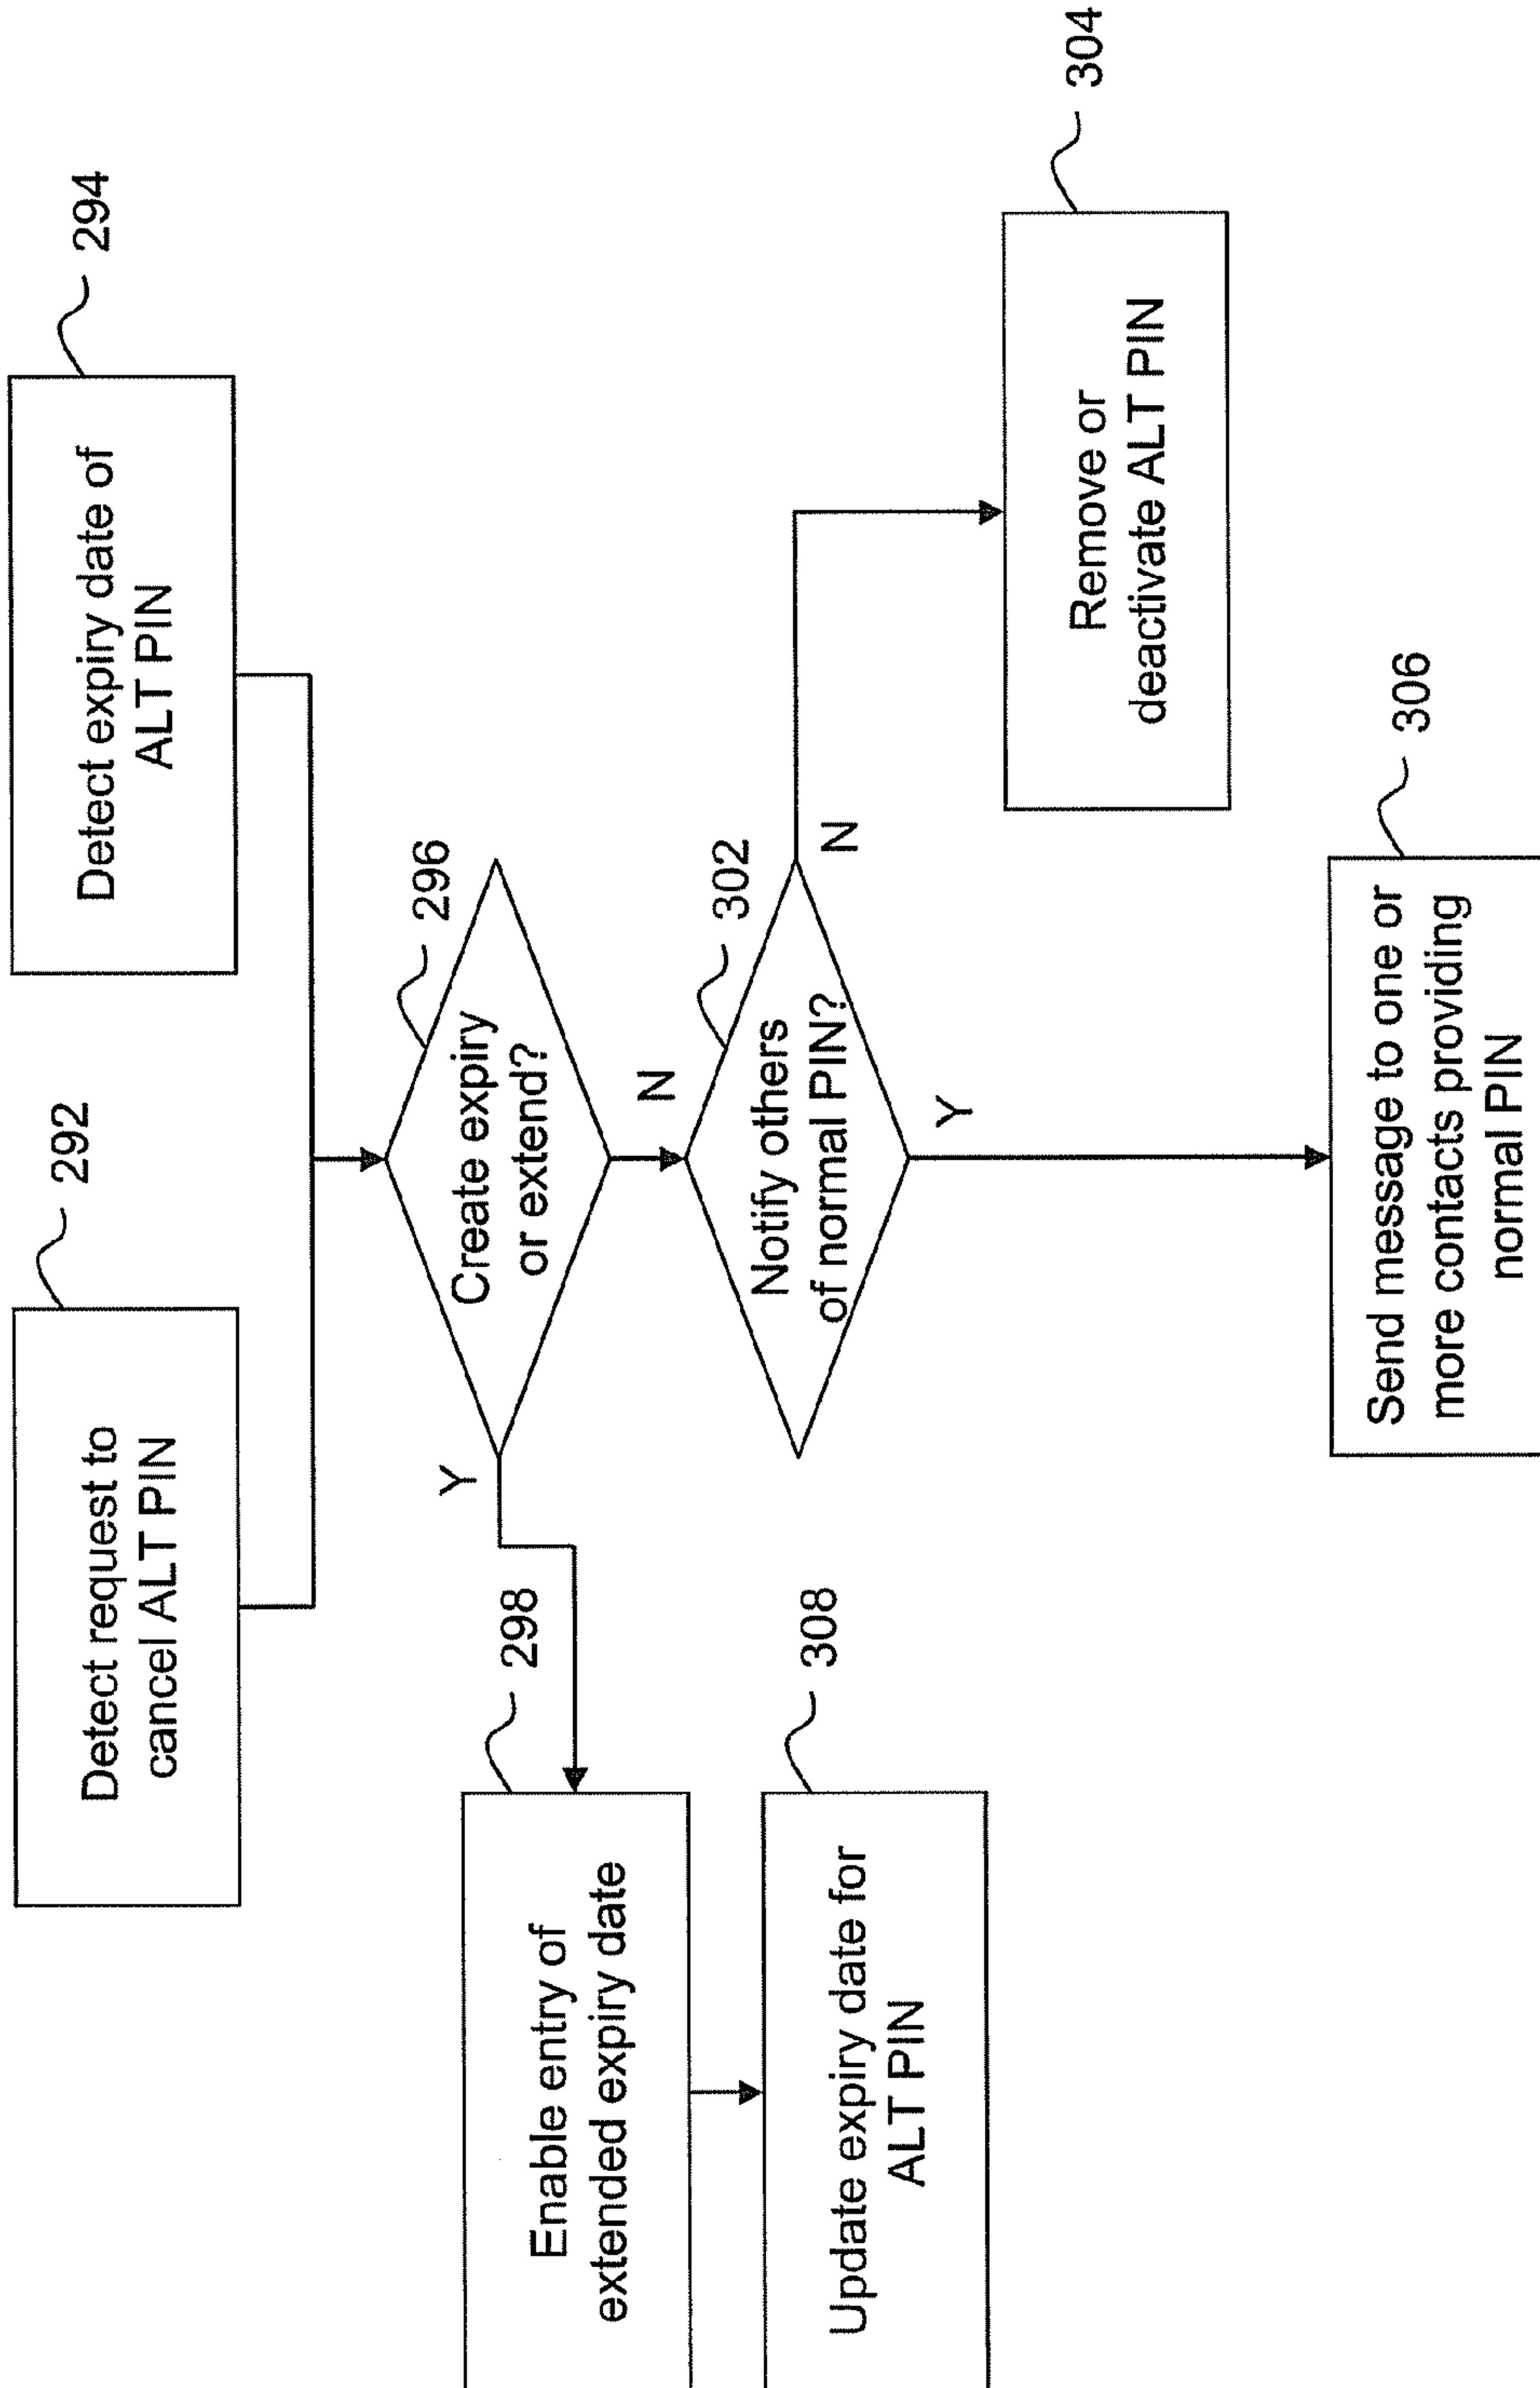 292
Detect request to
cancel ALT PIN
294
Detect expiry date of
ALT PIN
296
Create expiry
or extend?
Y
N
298
Enable entry of
extended expiry date
308
Update expiry date for
ALT PIN
302
Notify others
of normal PIN?
N
Y
304
Remove or
deactivate ALT PIN
306
Send message to one or
more contacts providing
normal PIN